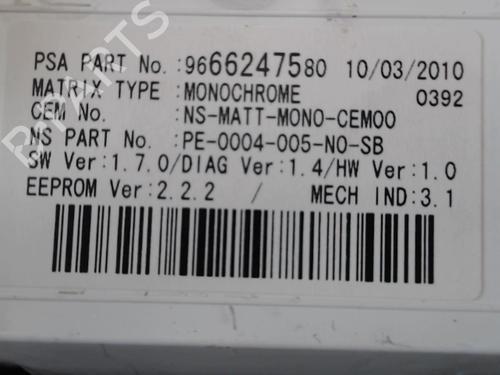 PSA PART No.:9666247580 10/03/2010
MATRIX TYPE :MONOCHROME 0392
CEM No. :NS-MATT-MONO-CEM00
NS PART No. :PE-0004-005-NO-SB
SW Ver:1.7.0/DIAG Ver:1.4/HW Ver:1.0
EEPROM Ver:2.2.2 / MECH IND:3.1